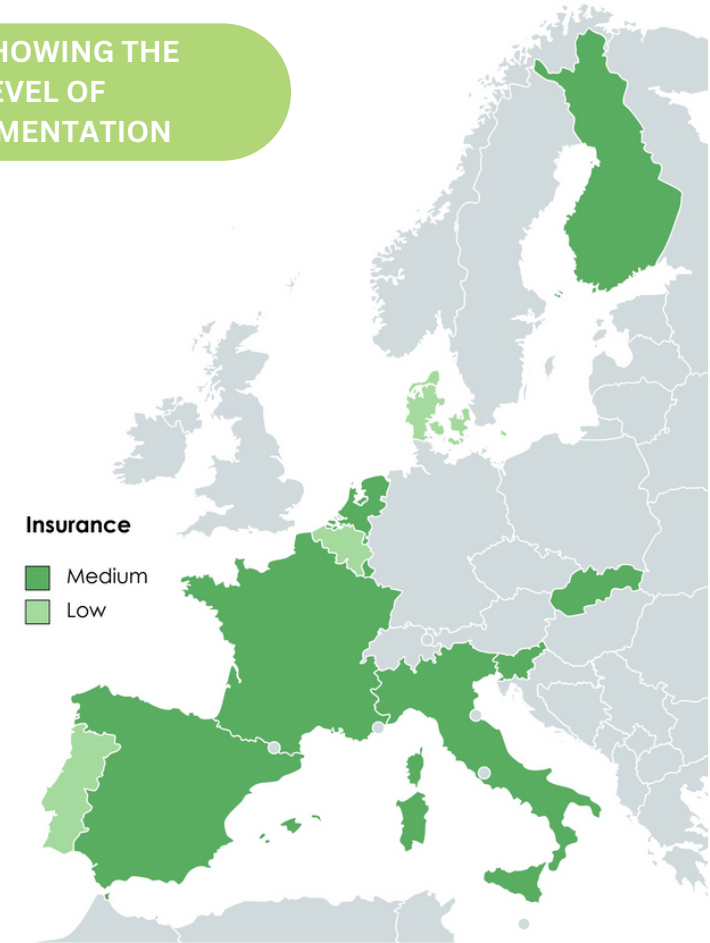 HOWING THE
EVEL OF
MENTATION
Insurance
Medium
Low